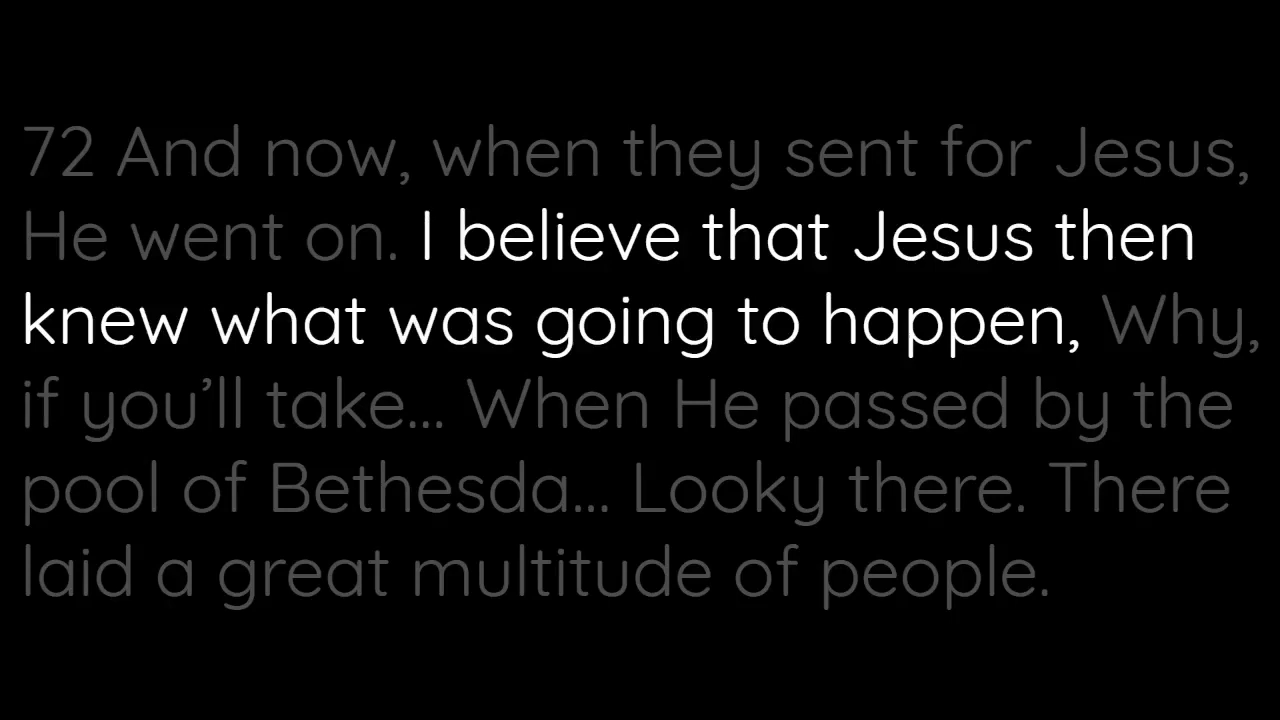 72 And now, when they sent for Jesus,
He went on. I believe that Jesus then
knew what was going to happen, Why,
if you’ll take... When He passed by the
pool of Bethesda... Looky there. There
laid a great multitude of people.